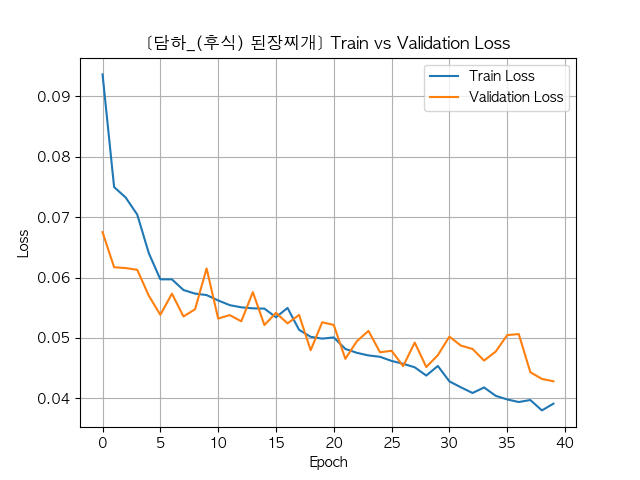 [담하_(후식) 된장찌개] Train vs Validation Loss
Train Loss
Validation Loss
Loss
0.09
0.08
0.07
0.06
0.05
0.04
0 5 10 15 20 25 30 35 40
Epoch